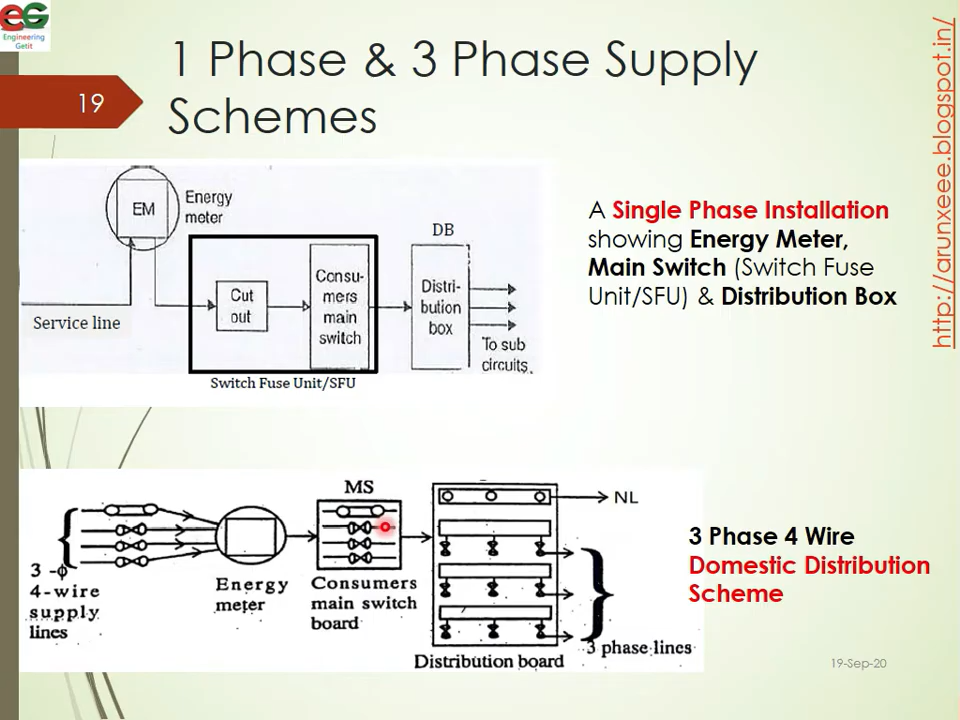 EG
Engineering
Getit
19
1 Phase & 3 Phase Supply
Schemes
http://arunxeee.blogspot.in/
EM
Energy
meter
DB
Cut
out
Consu-
mers
main
switch
Distri-
bution
box
Service line
To sub
circuits.
Switch Fuse Unit/SFU
A Single Phase Installation
showing Energy Meter,
Main Switch (Switch Fuse
Unit/SFU) & Distribution Box
MS
NL
3 -ϕ
4-wire
supply
lines
Energy
meter
Consumers
main switch
board
3 phase lines
Distribution board
3 Phase 4 Wire
Domestic Distribution
Scheme
19-Sep-20